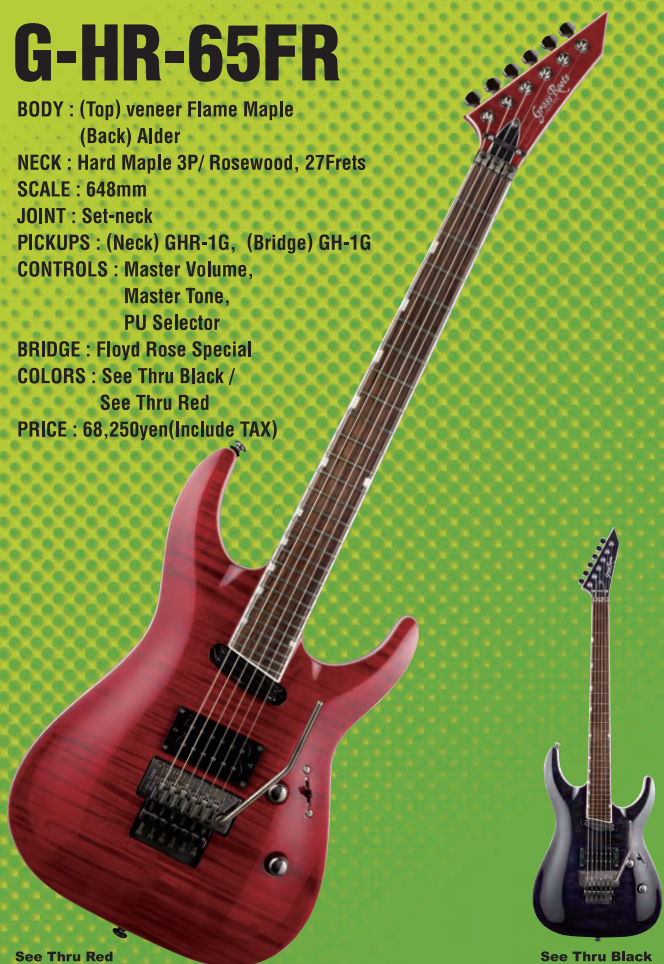 G-HR-65FR
BODY : (Top) veneer Flame Maple
(Back) Alder
NECK : Hard Maple 3P/ Rosewood, 27Frets
SCALE : 648mm
JOINT : Set-neck
PICKUPS : (Neck) GHR-1G, (Bridge) GH-1G
CONTROLS : Master Volume,
Master Tone,
PU Selector
BRIDGE : Floyd Rose Special
COLORS : See Thru Black /
See Thru Red
PRICE : 68,250yen(Include TAX)
GrassRoots
See Thru Red
See Thru Black